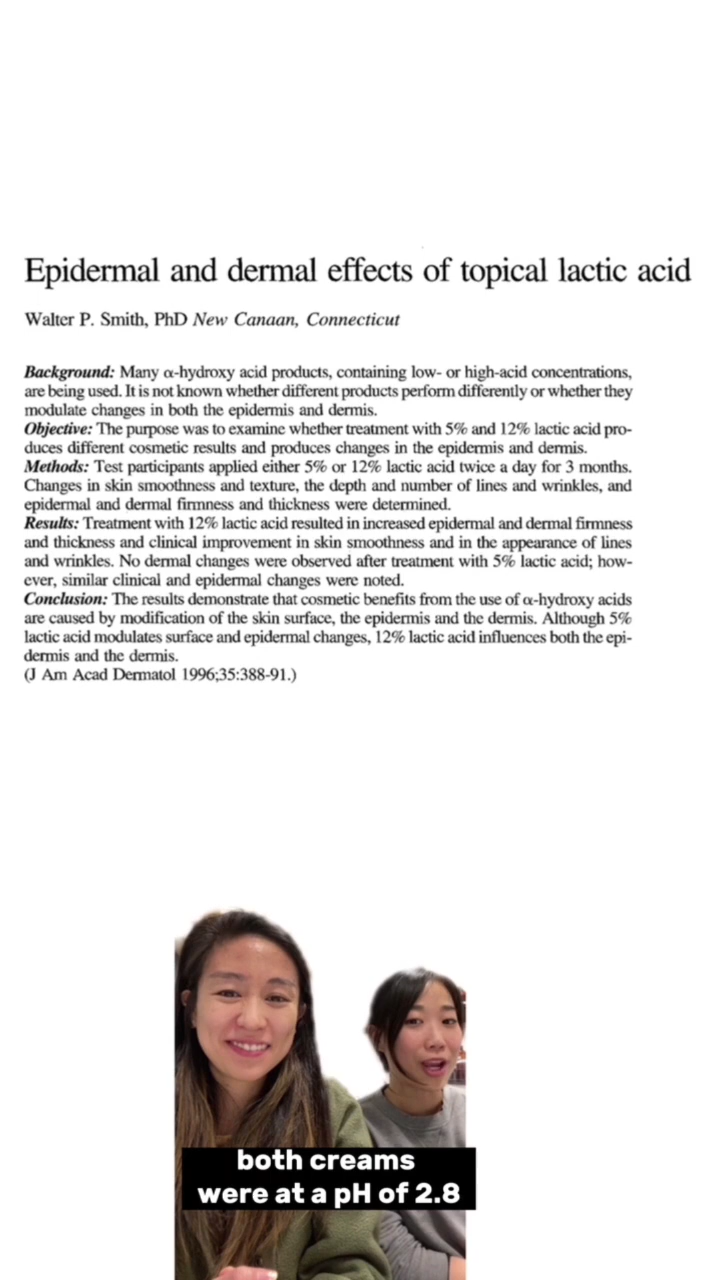 Epidermal and dermal effects of topical lactic acid
Walter P. Smith, PhD New Canaan, Connecticut
Background: Many α-hydroxy acid products, containing low- or high-acid concentrations,
are being used. It is not known whether different products perform differently or whether they
modulate changes in both the epidermis and dermis.
Objective: The purpose was to examine whether treatment with 5% and 12% lactic acid pro-
duces different cosmetic results and produces changes in the epidermis and dermis.
Methods: Test participants applied either 5% or 12% lactic acid twice a day for 3 months.
Changes in skin smoothness and texture, the depth and number of lines and wrinkles, and
epidermal and dermal firmness and thickness were determined.
Results: Treatment with 12% lactic acid resulted in increased epidermal and dermal firmness
and thickness and clinical improvement in skin smoothness and in the appearance of lines
and wrinkles. No dermal changes were observed after treatment with 5% lactic acid; how-
ever, similar clinical and epidermal changes were noted.
Conclusion: The results demonstrate that cosmetic benefits from the use of α-hydroxy acids
are caused by modification of the skin surface, the epidermis and the dermis. Although 5%
lactic acid modulates surface and epidermal changes, 12% lactic acid influences both the epi-
dermis and the dermis.
(J Am Acad Dermatol 1996;35:388-91.)
both creams
were at a pH of 2.8